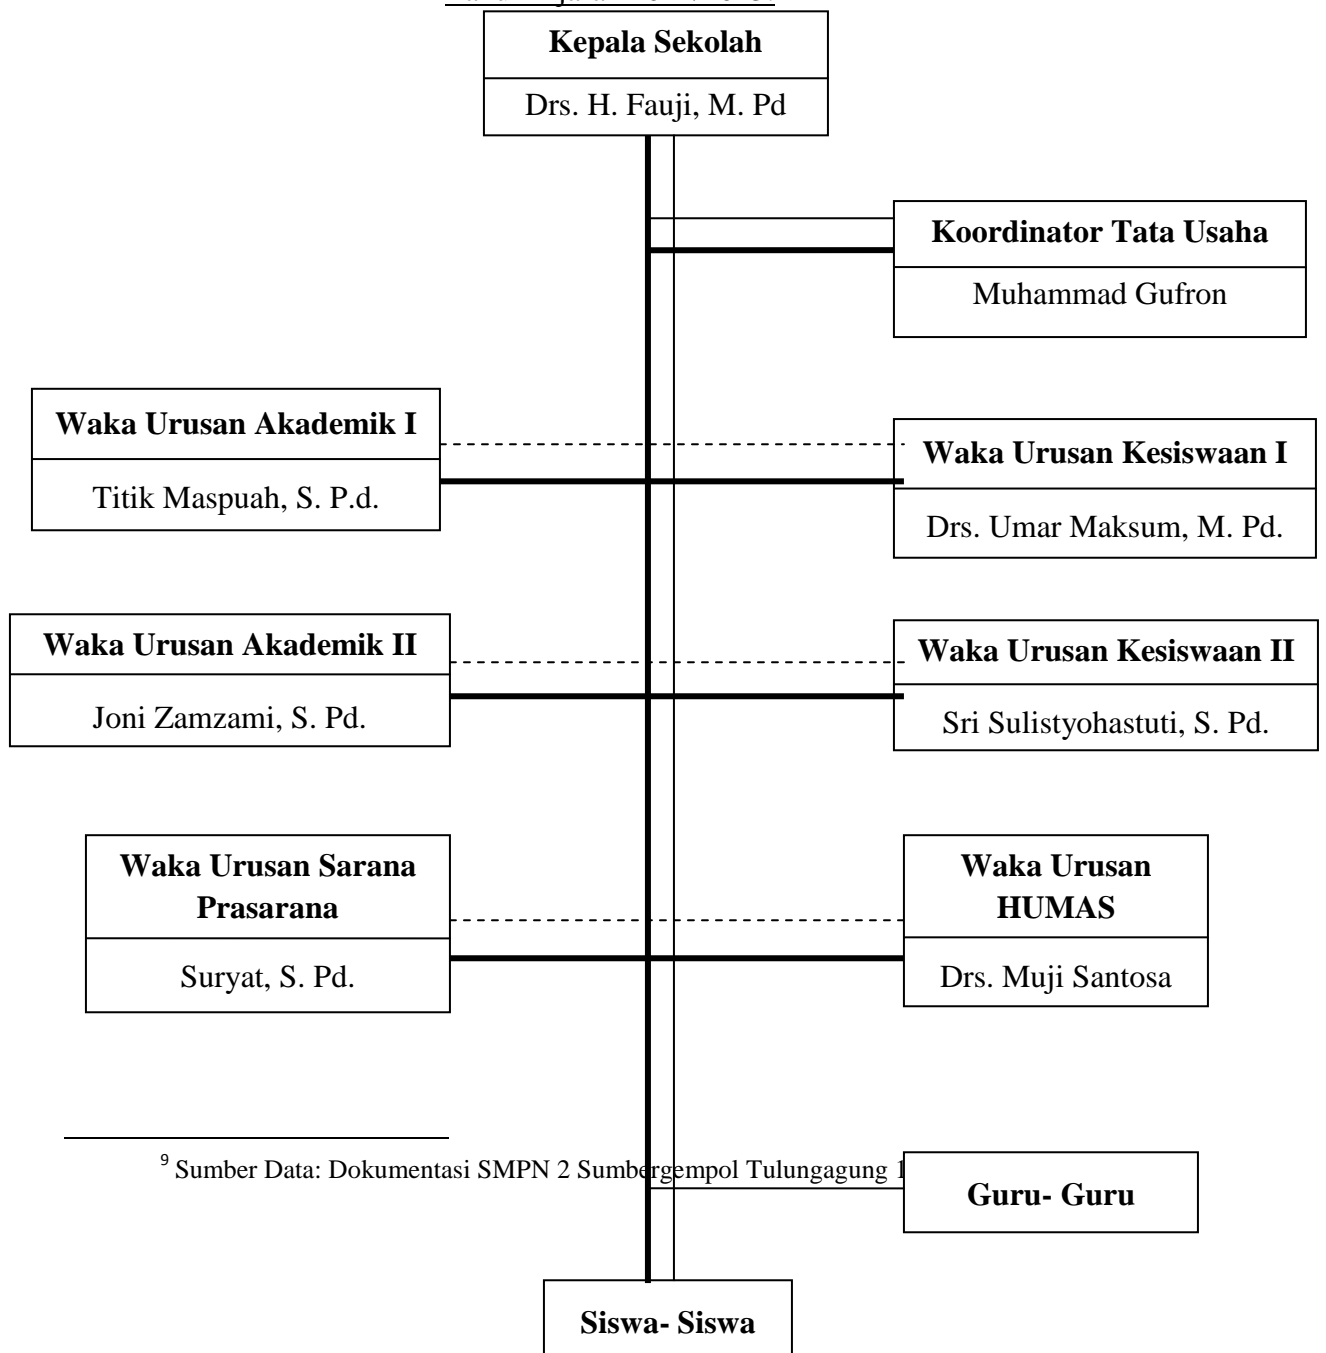 Kepala Sekolah
Drs. H. Fauji, M. Pd
Koordinator Tata Usaha
Muhammad Gufron
Waka Urusan Akademik I
Titik Maspuah, S. P.d.
Waka Urusan Kesiswaan I
Drs. Umar Maksum, M. Pd.
Waka Urusan Akademik II
Joni Zamzami, S. Pd.
Waka Urusan Kesiswaan II
Sri Sulistyohastuti, S. Pd.
Waka Urusan Sarana
Prasarana
Suryat, S. Pd.
Waka Urusan
HUMAS
Drs. Muji Santosa
9 Sumber Data: Dokumentasi SMPN 2 Sumbergempol Tulungagung 1
Guru- Guru
Siswa- Siswa